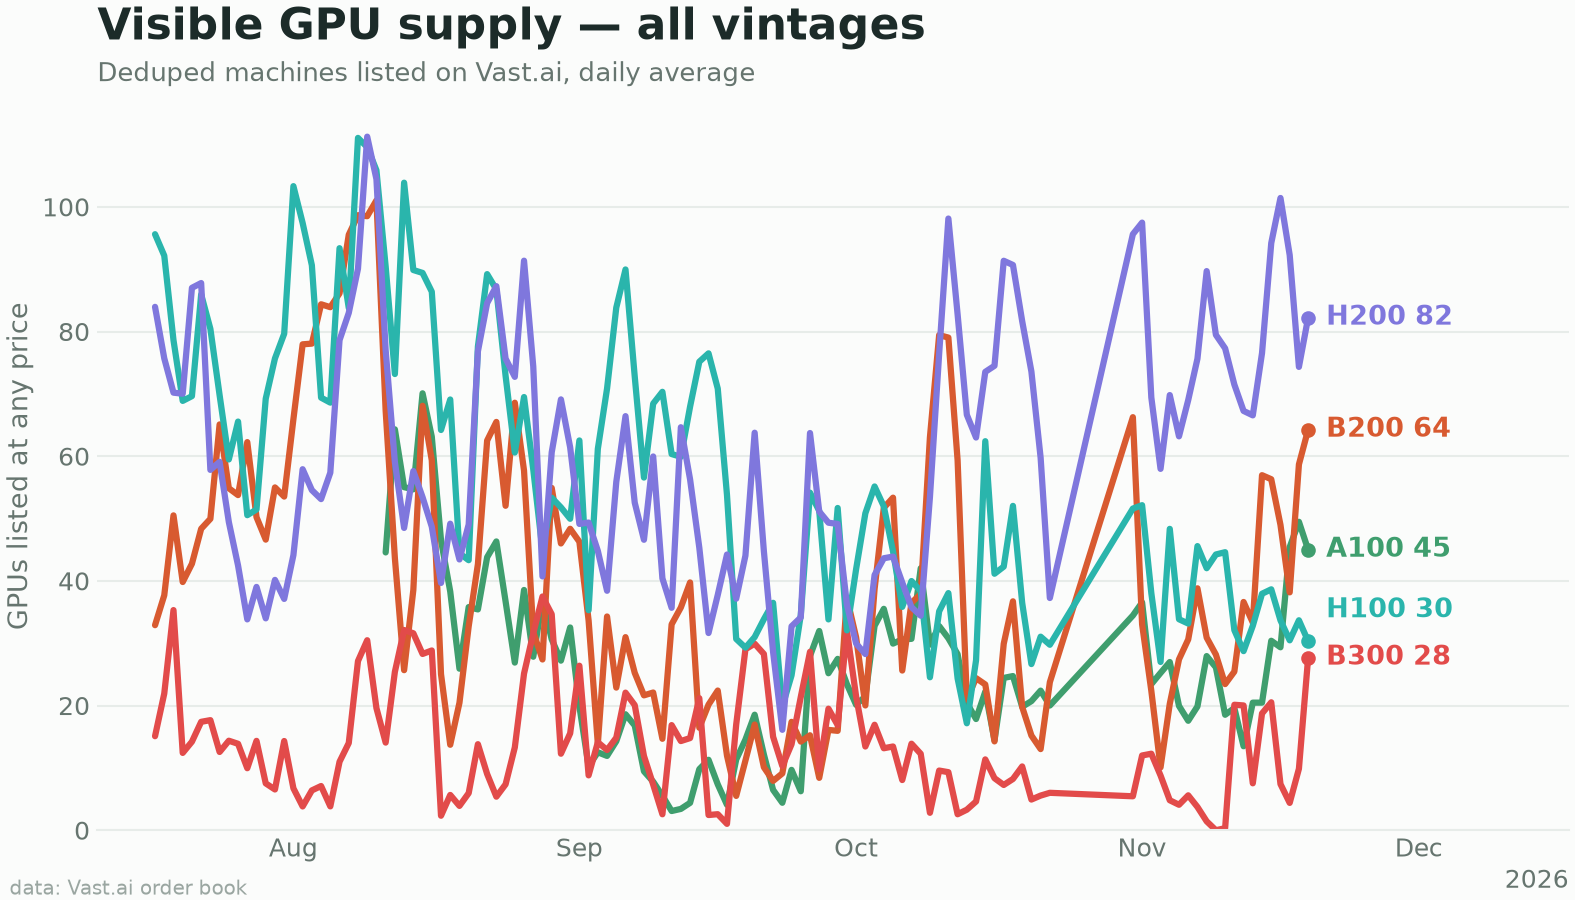 Visible GPU supply — all vintages
Deduped machines listed on Vast.ai, daily average
GPUs listed at any price
100
80
60
40
20
0
H200 82
B200 64
A100 45
H100 30
B300 28
Aug
Sep
Oct
Nov
Dec
2026
data: Vast.ai order book